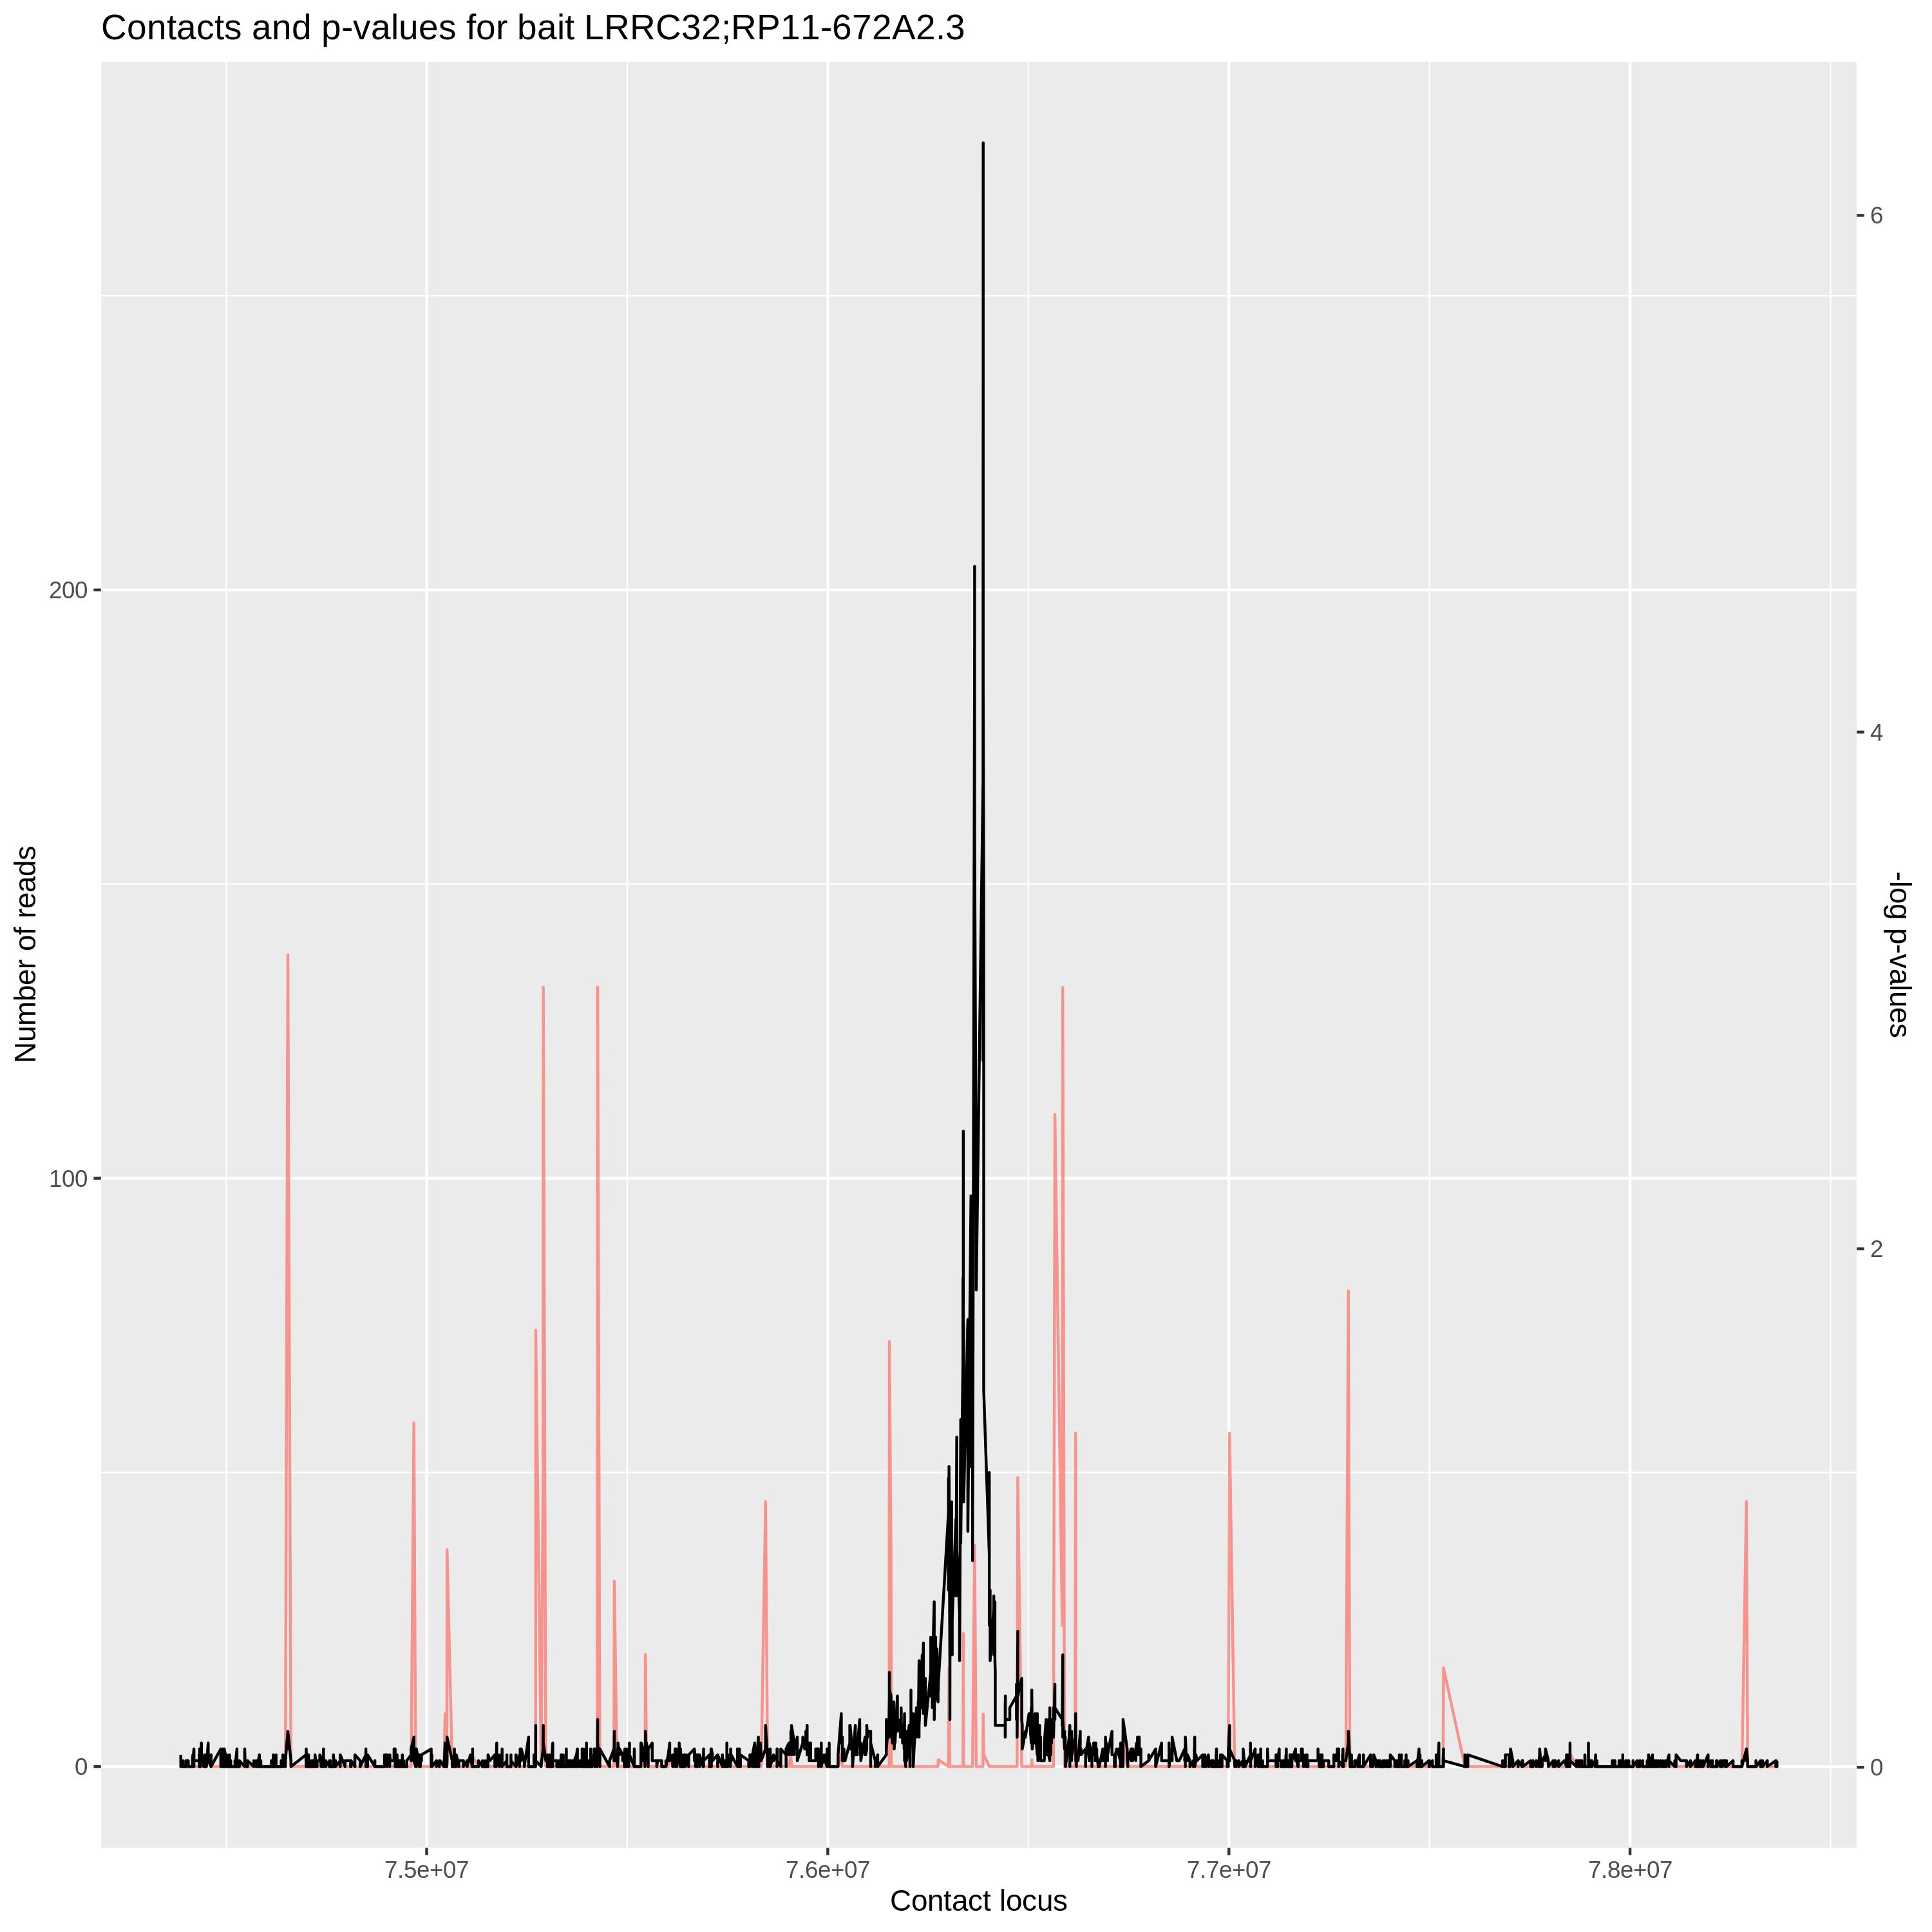 Contacts and p-values for bait LRRC32;RP11-672A2.3
Number of reads
200
100
0
6
4
2
0
-log p-values
7.5e+07 7.6e+07 7.7e+07 7.8e+07
Contact locus